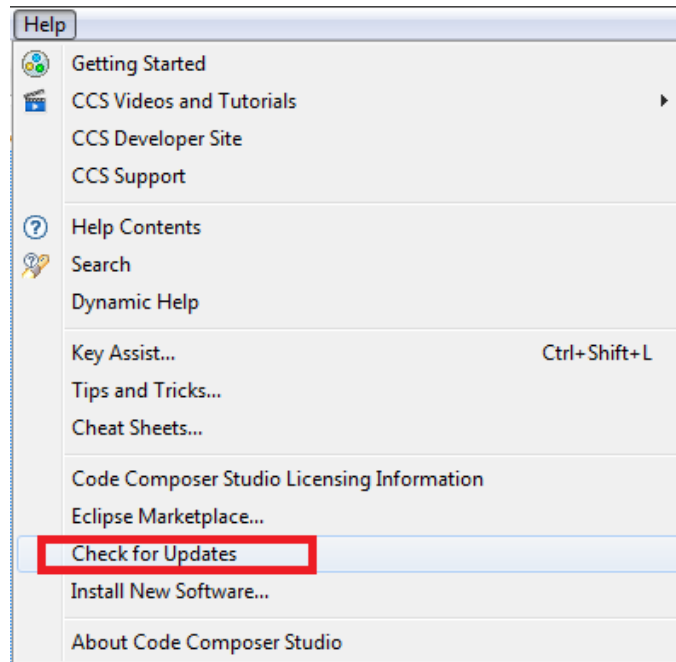 Help
Getting Started
CCS Videos and Tutorials
CCS Developer Site
CCS Support
Help Contents
Search
Dynamic Help
Key Assist... Ctrl+Shift+L
Tips and Tricks...
Cheat Sheets...
Code Composer Studio Licensing Information
Eclipse Marketplace...
Check for Updates
Install New Software...
About Code Composer Studio